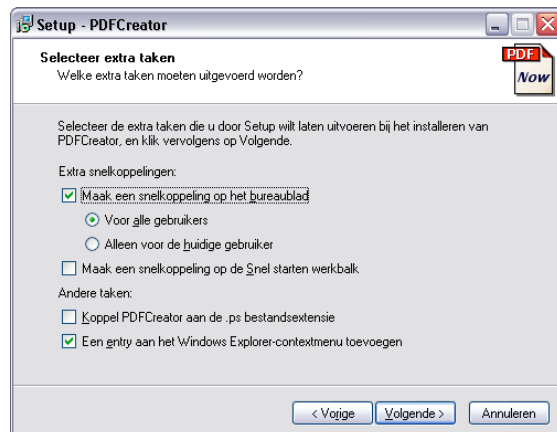 Setup - PDFCreator
Selecteer extra taken
Welke extra taken moeten uitgevoerd worden?
PDF
Now
Selecteer de extra taken die u door Setup wilt laten uitvoeren bij het installeren van
PDFCreator, en klik vervolgens op Volgende.
Extra snelkoppelingen:
Maak een snelkoppeling op het bureaublad
Voor alle gebruikers
Alleen voor de huidige gebruiker
Maak een snelkoppeling op de Snel starten werkbalk
Andere taken:
Koppel PDFCreator aan de .ps bestandsextensie
Een entry aan het Windows Explorer-contextmenu toevoegen
< Vorige
Volgende >
Annuleren